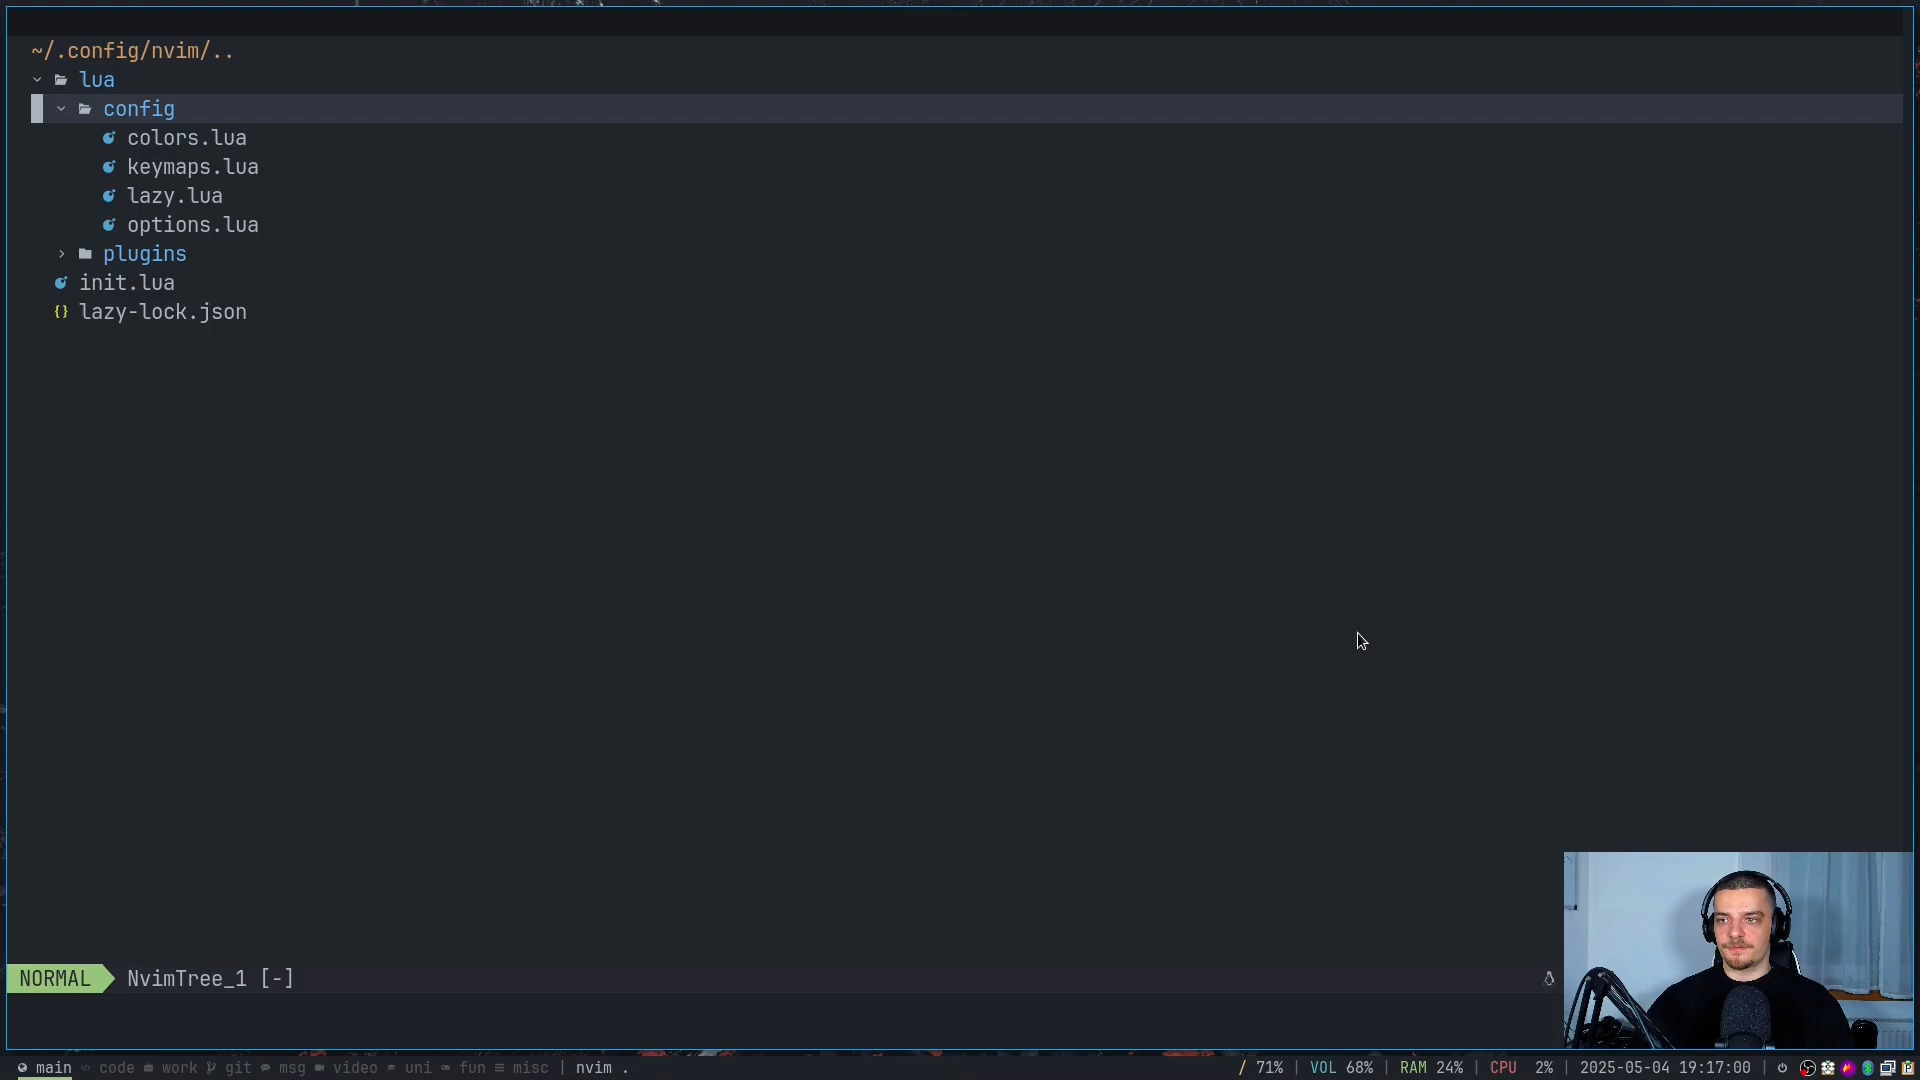 ~/.config/nvim/..
lua
config
colors.lua
keymaps.lua
lazy.lua
options.lua
plugins
init.lua
{} lazy-lock.json
NORMAL NvimTree_1 [-]
main code work git msg video uni fun misc | nvim . / 71% | VOL 68% | RAM 24% | CPU 2% | 2025-05-04 19:17:00 |